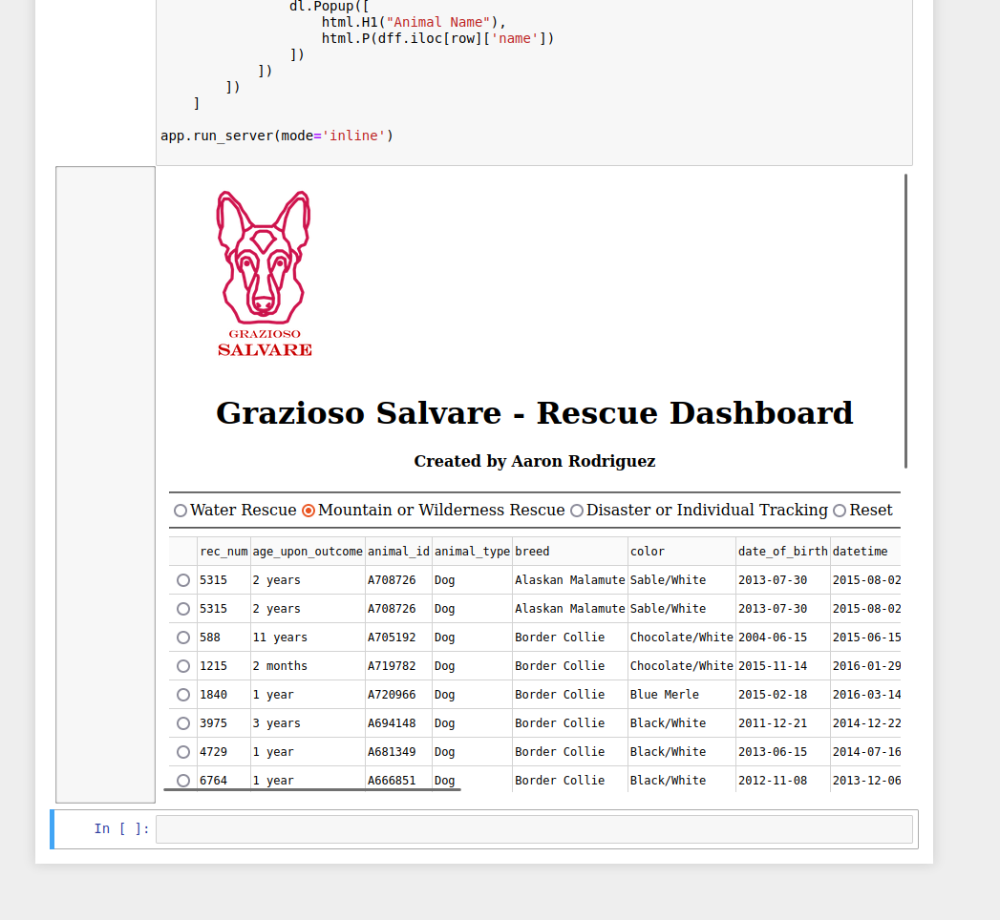 dl.Popup([
html.H1("Animal Name"),
html.P(dff.iloc[row]['name'])
])
])
])
]
app.run_server(mode='inline')
GRAZIOSO
SALVARE
Grazioso Salvare - Rescue Dashboard
Created by Aaron Rodriguez
Water Rescue Mountain or Wilderness Rescue Disaster or Individual Tracking Reset
rec_num age_upon_outcome animal_id animal_type breed color date_of_birth datetime
5315 2 years A708726 Dog Alaskan Malamute Sable/White 2013-07-30 2015-08-02
5315 2 years A708726 Dog Alaskan Malamute Sable/White 2013-07-30 2015-08-02
588 11 years A705192 Dog Border Collie Chocolate/White 2004-06-15 2015-06-15
1215 2 months A719782 Dog Border Collie Chocolate/White 2015-11-14 2016-01-29
1840 1 year A720966 Dog Border Collie Blue Merle 2015-02-18 2016-03-14
3975 3 years A694148 Dog Border Collie Black/White 2011-12-21 2014-12-22
4729 1 year A681349 Dog Border Collie Black/White 2013-06-15 2014-07-16
6764 1 year A666851 Dog Border Collie Black/White 2012-11-08 2013-12-06
In [ ]: